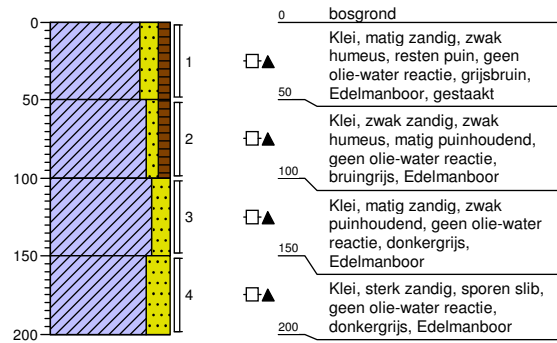 0
50
100
150
200
1
2
3
4
0 bosgrond
Klei, matig zandig, zwak
humeus, resten puin, geen
olie-water reactie, grijsbruin,
50 Edelmanboor, gestaakt
Klei, zwak zandig, zwak
humeus, matig puinhoudend,
geen olie-water reactie,
100 bruingrijs, Edelmanboor
Klei, matig zandig, zwak
puinhoudend, geen olie-water
reactie, donkergrijs,
150 Edelmanboor
Klei, sterk zandig, sporen slib,
geen olie-water reactie,
200 donkergrijs, Edelmanboor